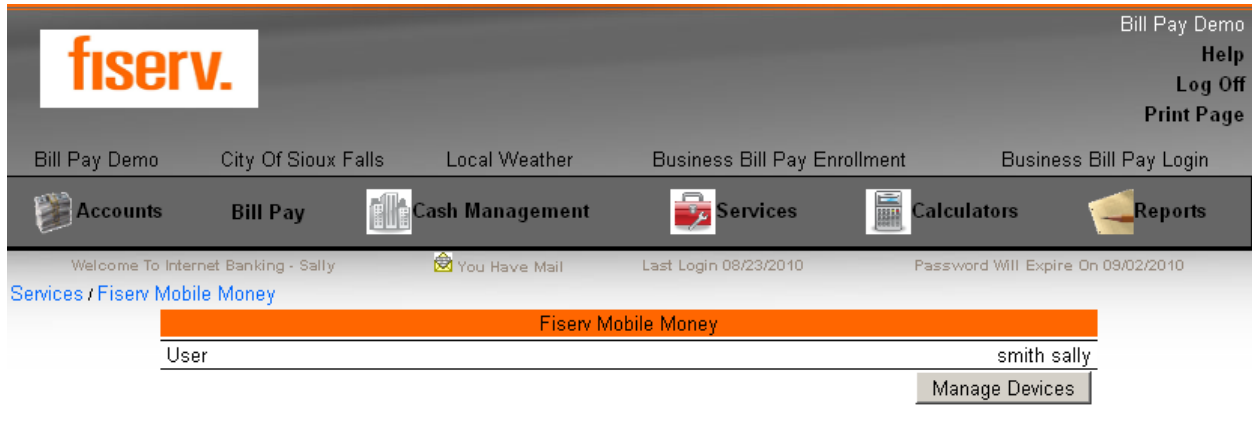 fiserv.
Bill Pay Demo
Help
Log Off
Print Page
Bill Pay Demo City Of Sioux Falls Local Weather Business Bill Pay Enrollment Business Bill Pay Login
Accounts Bill Pay Cash Management Services Calculators Reports
Welcome To Internet Banking - Sally You Have Mail Last Login 08/23/2010 Password Will Expire On 09/02/2010
Services / Fiserv Mobile Money
Fiserv Mobile Money
User smith sally
Manage Devices